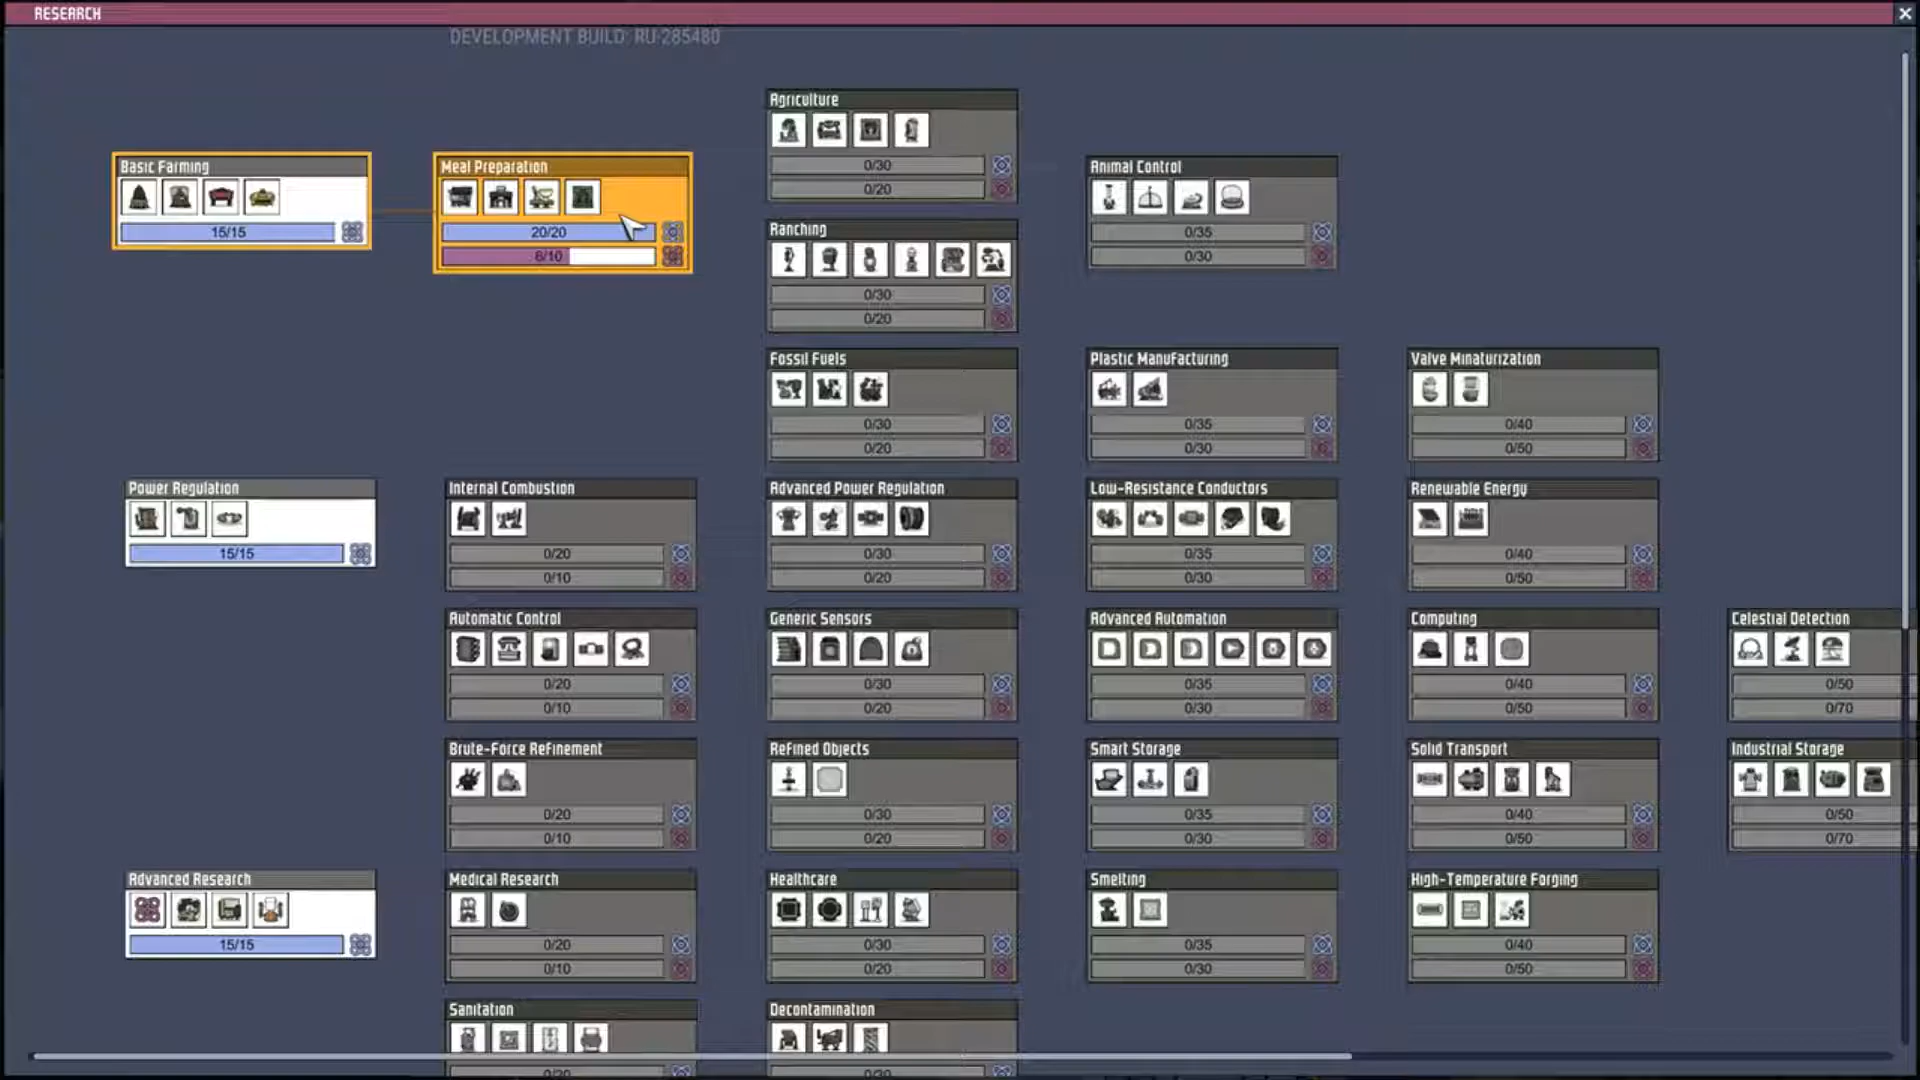 RESEARCH
DEVELOPMENT BUILD: RU-285480
Agriculture
0/30
0/20
Basic Farming
15/15
Meal Preparation
20/20
6/10
Animal Control
0/35
0/30
Ranching
0/30
0/20
Fossil Fuels
0/30
0/20
Plastic Manufacturing
0/35
0/30
Valve Minaturization
0/40
0/50
Power Regulation
15/15
Internal Combustion
0/20
0/10
Advanced Power Regulation
0/30
0/20
Low-Resistance Conductors
0/35
0/30
Renewable Energy
0/40
0/50
Automatic Control
0/20
0/10
Generic Sensors
0/30
0/20
Advanced Automation
0/35
0/30
Computing
0/40
0/50
Celestial Detection
0/50
0/70
Brute-Force Refinement
0/20
0/10
Refined Objects
0/30
0/20
Smart Storage
0/35
0/30
Solid Transport
0/40
0/50
Industrial Storage
0/50
0/70
Advanced Research
15/15
Medical Research
0/20
0/10
Healthcare
0/30
0/20
Smelting
0/35
0/30
High-Temperature Forging
0/40
0/50
Sanitation
0/20
Decontamination
0/30